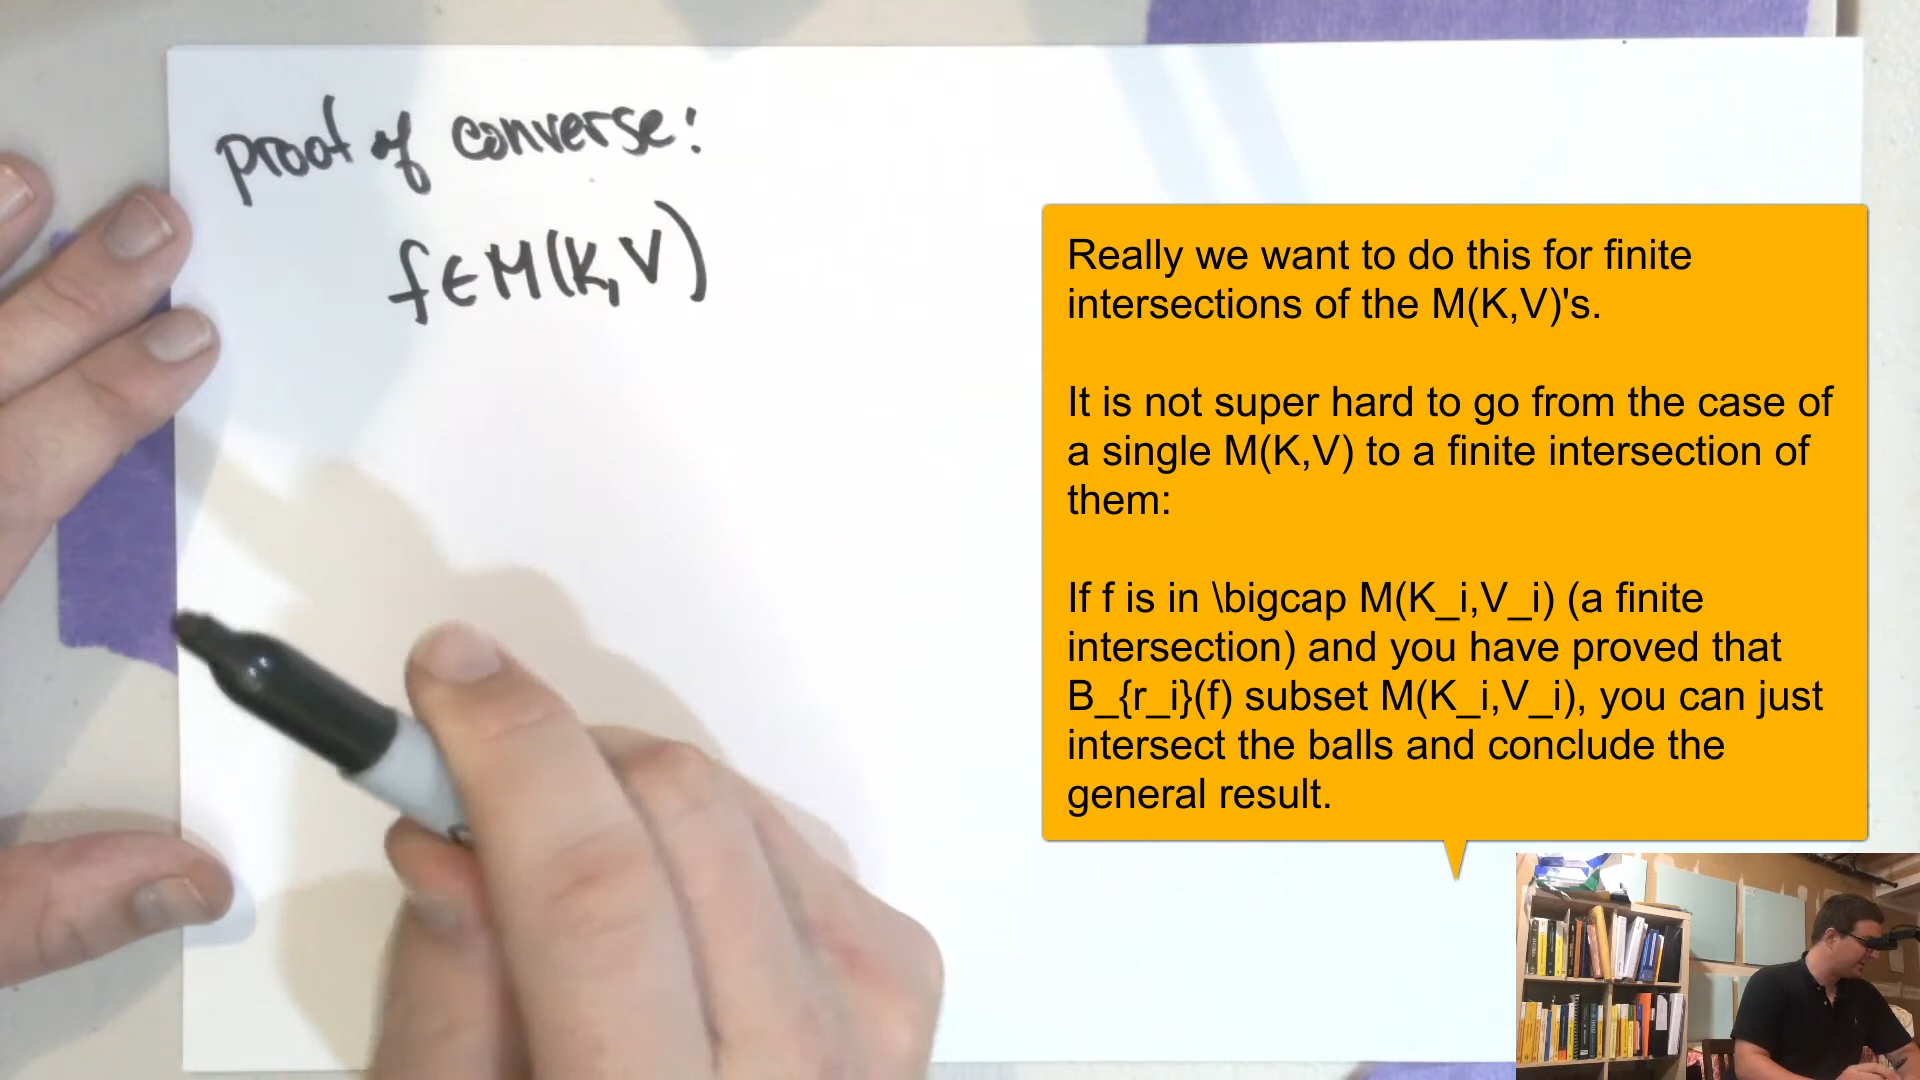 proof of converse:
f∈M(K,V)
Really we want to do this for finite
intersections of the M(K,V)'s.
It is not super hard to go from the case of
a single M(K,V) to a finite intersection of
them:
If f is in \bigcap M(K_i,V_i) (a finite
intersection) and you have proved that
B_{r_i}(f) subset M(K_i,V_i), you can just
intersect the balls and conclude the
general result.